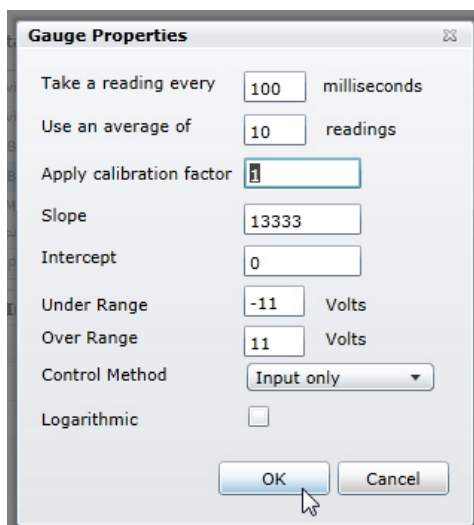 Gauge Properties
Take a reading every 100 milliseconds
Use an average of 10 readings
Apply calibration factor 1
Slope 13333
Intercept 0
Under Range -11 Volts
Over Range 11 Volts
Control Method Input only
Logarithmic
OK Cancel